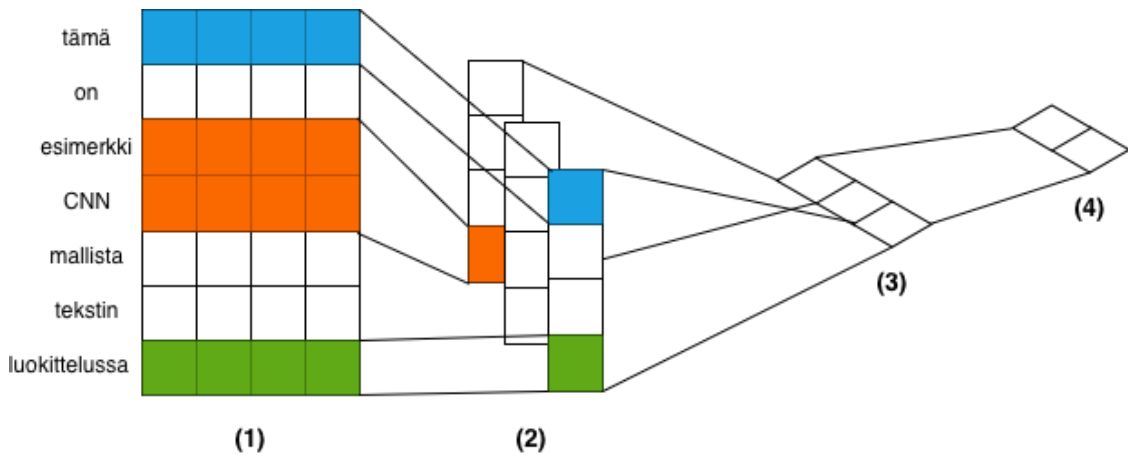 tämä
on
esimerkki
CNN
mallista
tekstin
luokittelussa
(1)
(2)
(3)
(4)